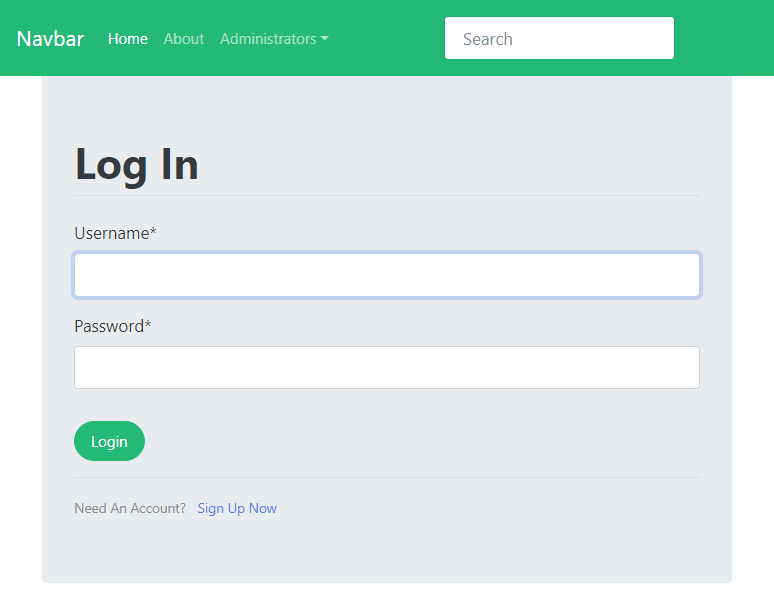 Navbar Home About Administrators Search
Log In
Username*
Password*
Login
Need An Account? Sign Up Now